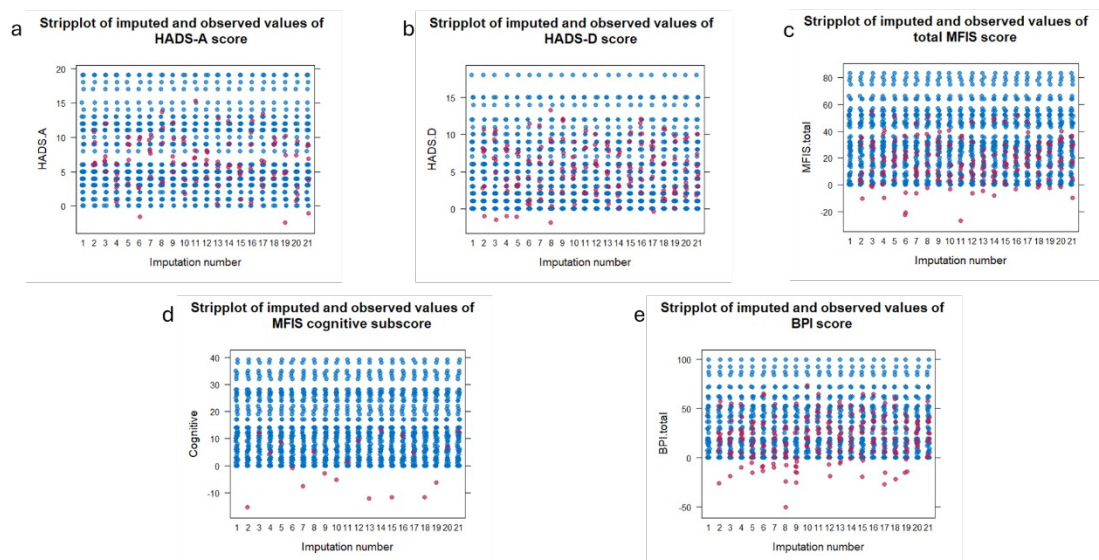 a
Stripplot of imputed and observed values of
HADS-A score
HADS.A
20
15
10
5
0
1 2 3 4 5 6 7 8 9 10 11 12 13 14 15 16 17 18 19 20 21
Imputation number
b
Stripplot of imputed and observed values of
HADS-D score
HADS.D
15
10
5
0
1 2 3 4 5 6 7 8 9 10 11 12 13 14 15 16 17 18 19 20 21
Imputation number
c
Stripplot of imputed and observed values of
total MFIS score
MFIS.total
80
60
40
20
0
-20
1 2 3 4 5 6 7 8 9 10 11 12 13 14 15 16 17 18 19 20 21
Imputation number
d
Stripplot of imputed and observed values of
MFIS cognitive subscore
Cognitive
40
30
20
10
0
-10
1 2 3 4 5 6 7 8 9 10 11 12 13 14 15 16 17 18 19 20 21
Imputation number
e
Stripplot of imputed and observed values of
BPI score
BPI.total
100
50
0
-50
1 2 3 4 5 6 7 8 9 10 11 12 13 14 15 16 17 18 19 20 21
Imputation number